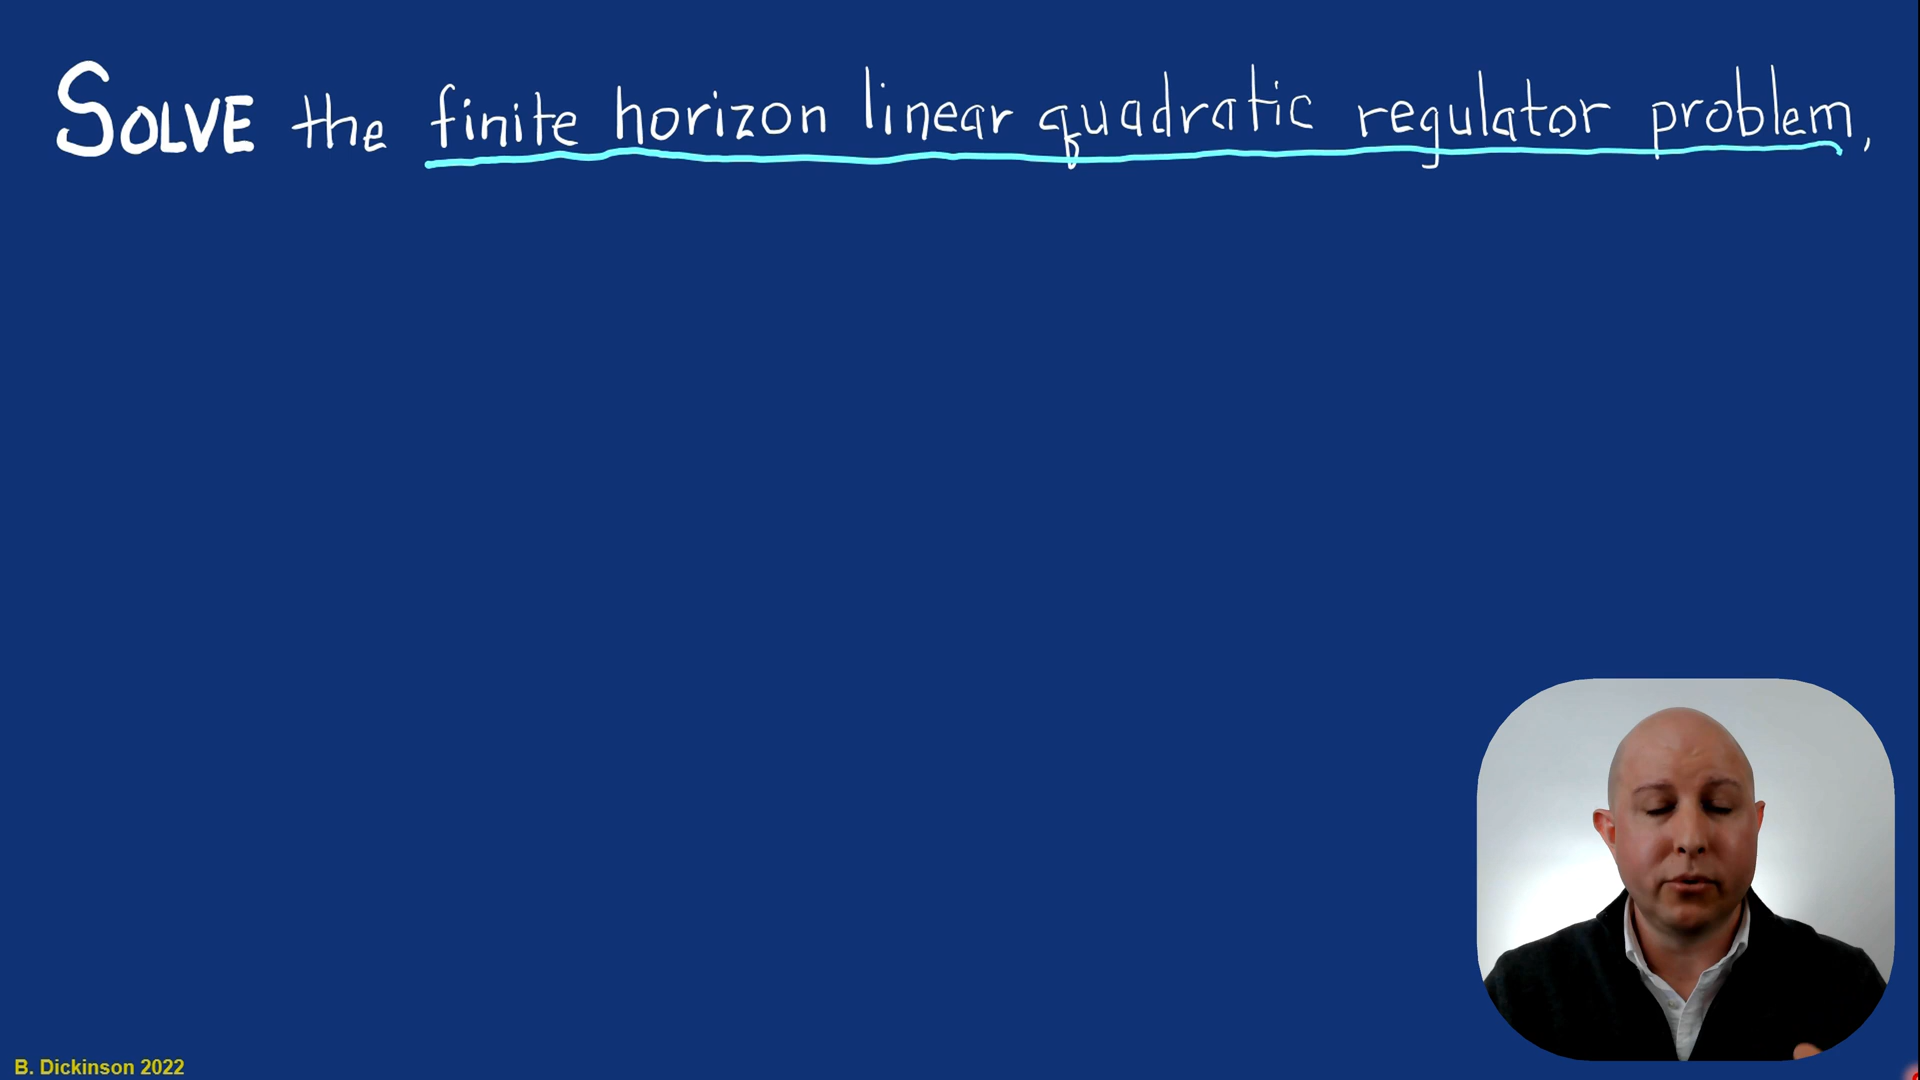 SOLVE the finite horizon linear quadratic regulator problem,
B. Dickinson 2022